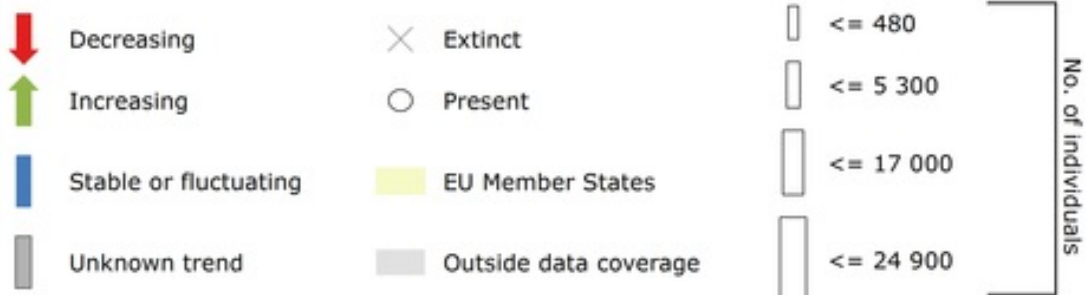 Decreasing
Increasing
Stable or fluctuating
Unknown trend
Extinct
Present
EU Member States
Outside data coverage
<= 480
<= 5 300
<= 17 000
<= 24 900
No. of individuals